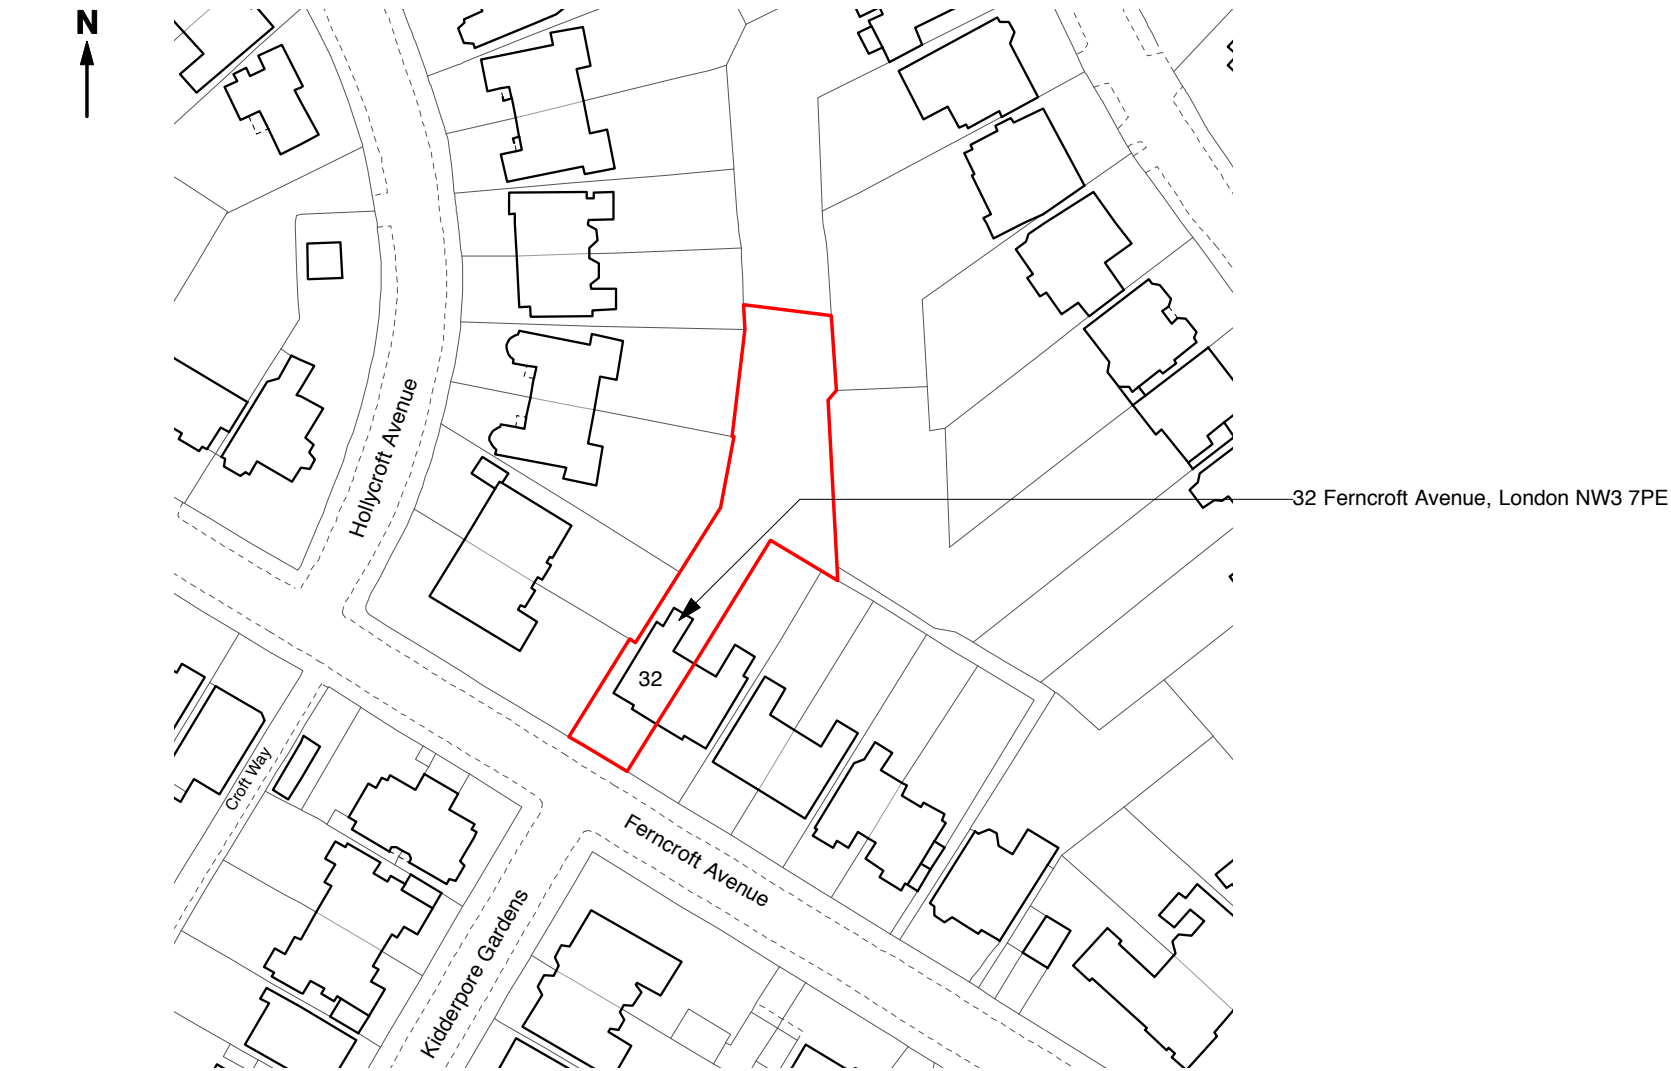 N
Hollycroft Avenue
32 Ferncroft Avenue, London NW3 7PE
32
Croft Way
Ferncroft Avenue
Kidderpore Gardens